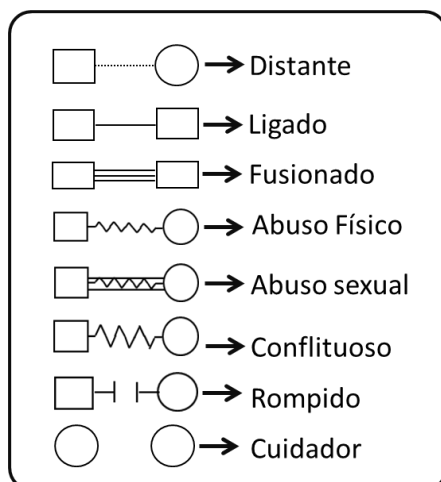 Distante
Ligado
Fusionado
Abuso Físico
Abuso sexual
Conflituoso
Rompido
Cuidador